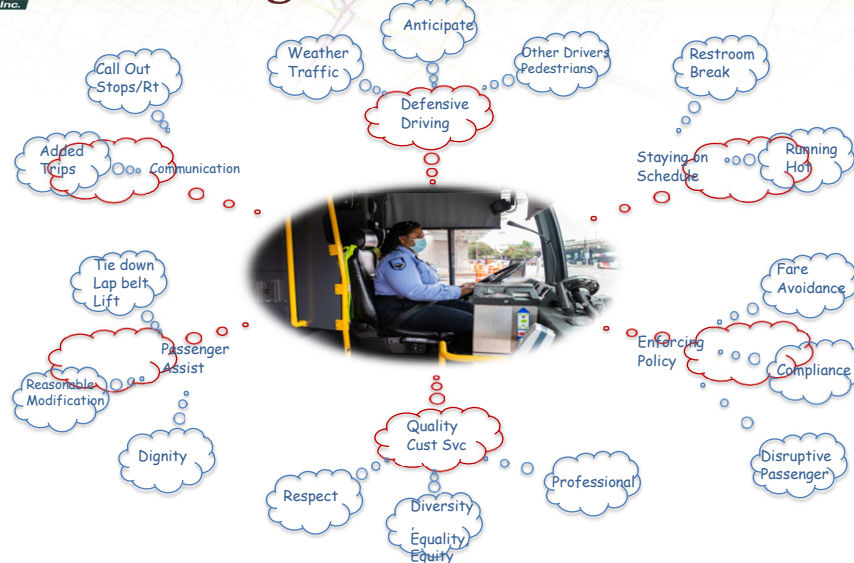 Inc.
Anticipate
Weather
Traffic
Other Drivers
Pedestrians
Restroom
Break
Call Out
Stops/Rt
Defensive
Driving
Added
Trips
Communication
Staying on
Schedule
Running
Hot
Tie down
Lap belt
Lift
Fare
Avoidance
Passenger
Assist
Enforcing
Policy
Compliance
Reasonable
Modification
Quality
Cust Svc
Dignity
Disruptive
Passenger
Respect
Professional
Diversity
,
Equality,
Equity